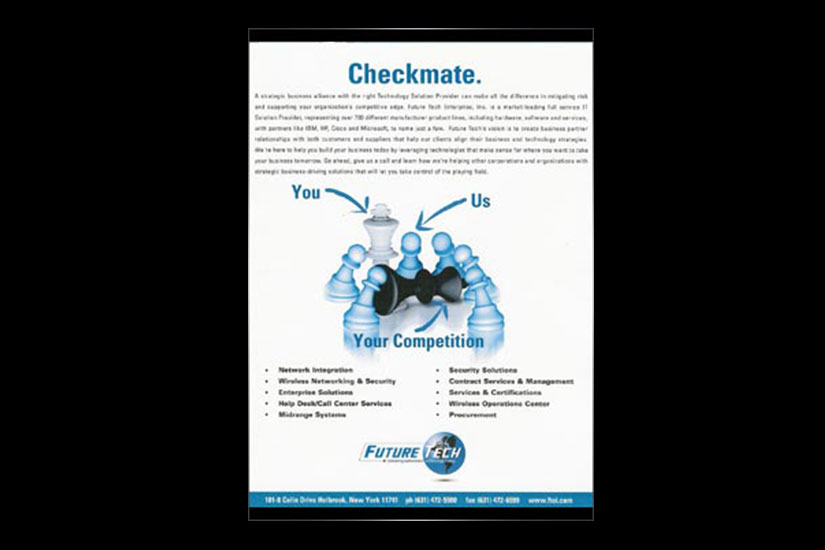 Checkmate.
A strategic business alliance with the right Technology Solution Provider can make all the difference in mitigating risk
and supporting your organization's competitive edge. Future Tech Enterprise, Inc. is a market-leading full service IT
Solution Provider, representing over 700 different manufacturer product lines, including hardware, software and services,
with partners like IBM, HP, Cisco and Microsoft, to name just a few. Future Tech's vision is to create business partner
relationships with both customers and suppliers that help our clients align their business and technology strategies.
We're here to help you build your business today by leveraging technologies that make sense for where you want to take
your business tomorrow. Go ahead, give us a call and learn how we're helping other corporations and organizations with
strategic business-driving solutions that will let you take control of the playing field.
You
Us
Your Competition
• Network Integration
• Wireless Networking & Security
• Enterprise Solutions
• Help Desk/Call Center Services
• Midrange Systems
• Security Solutions
• Contract Services & Management
• Services & Certifications
• Wireless Operations Center
• Procurement
FUTURE TECH
Drive Holbrook, New York 11741 ph (631) 472-5500 fax (631) www.ftei.com